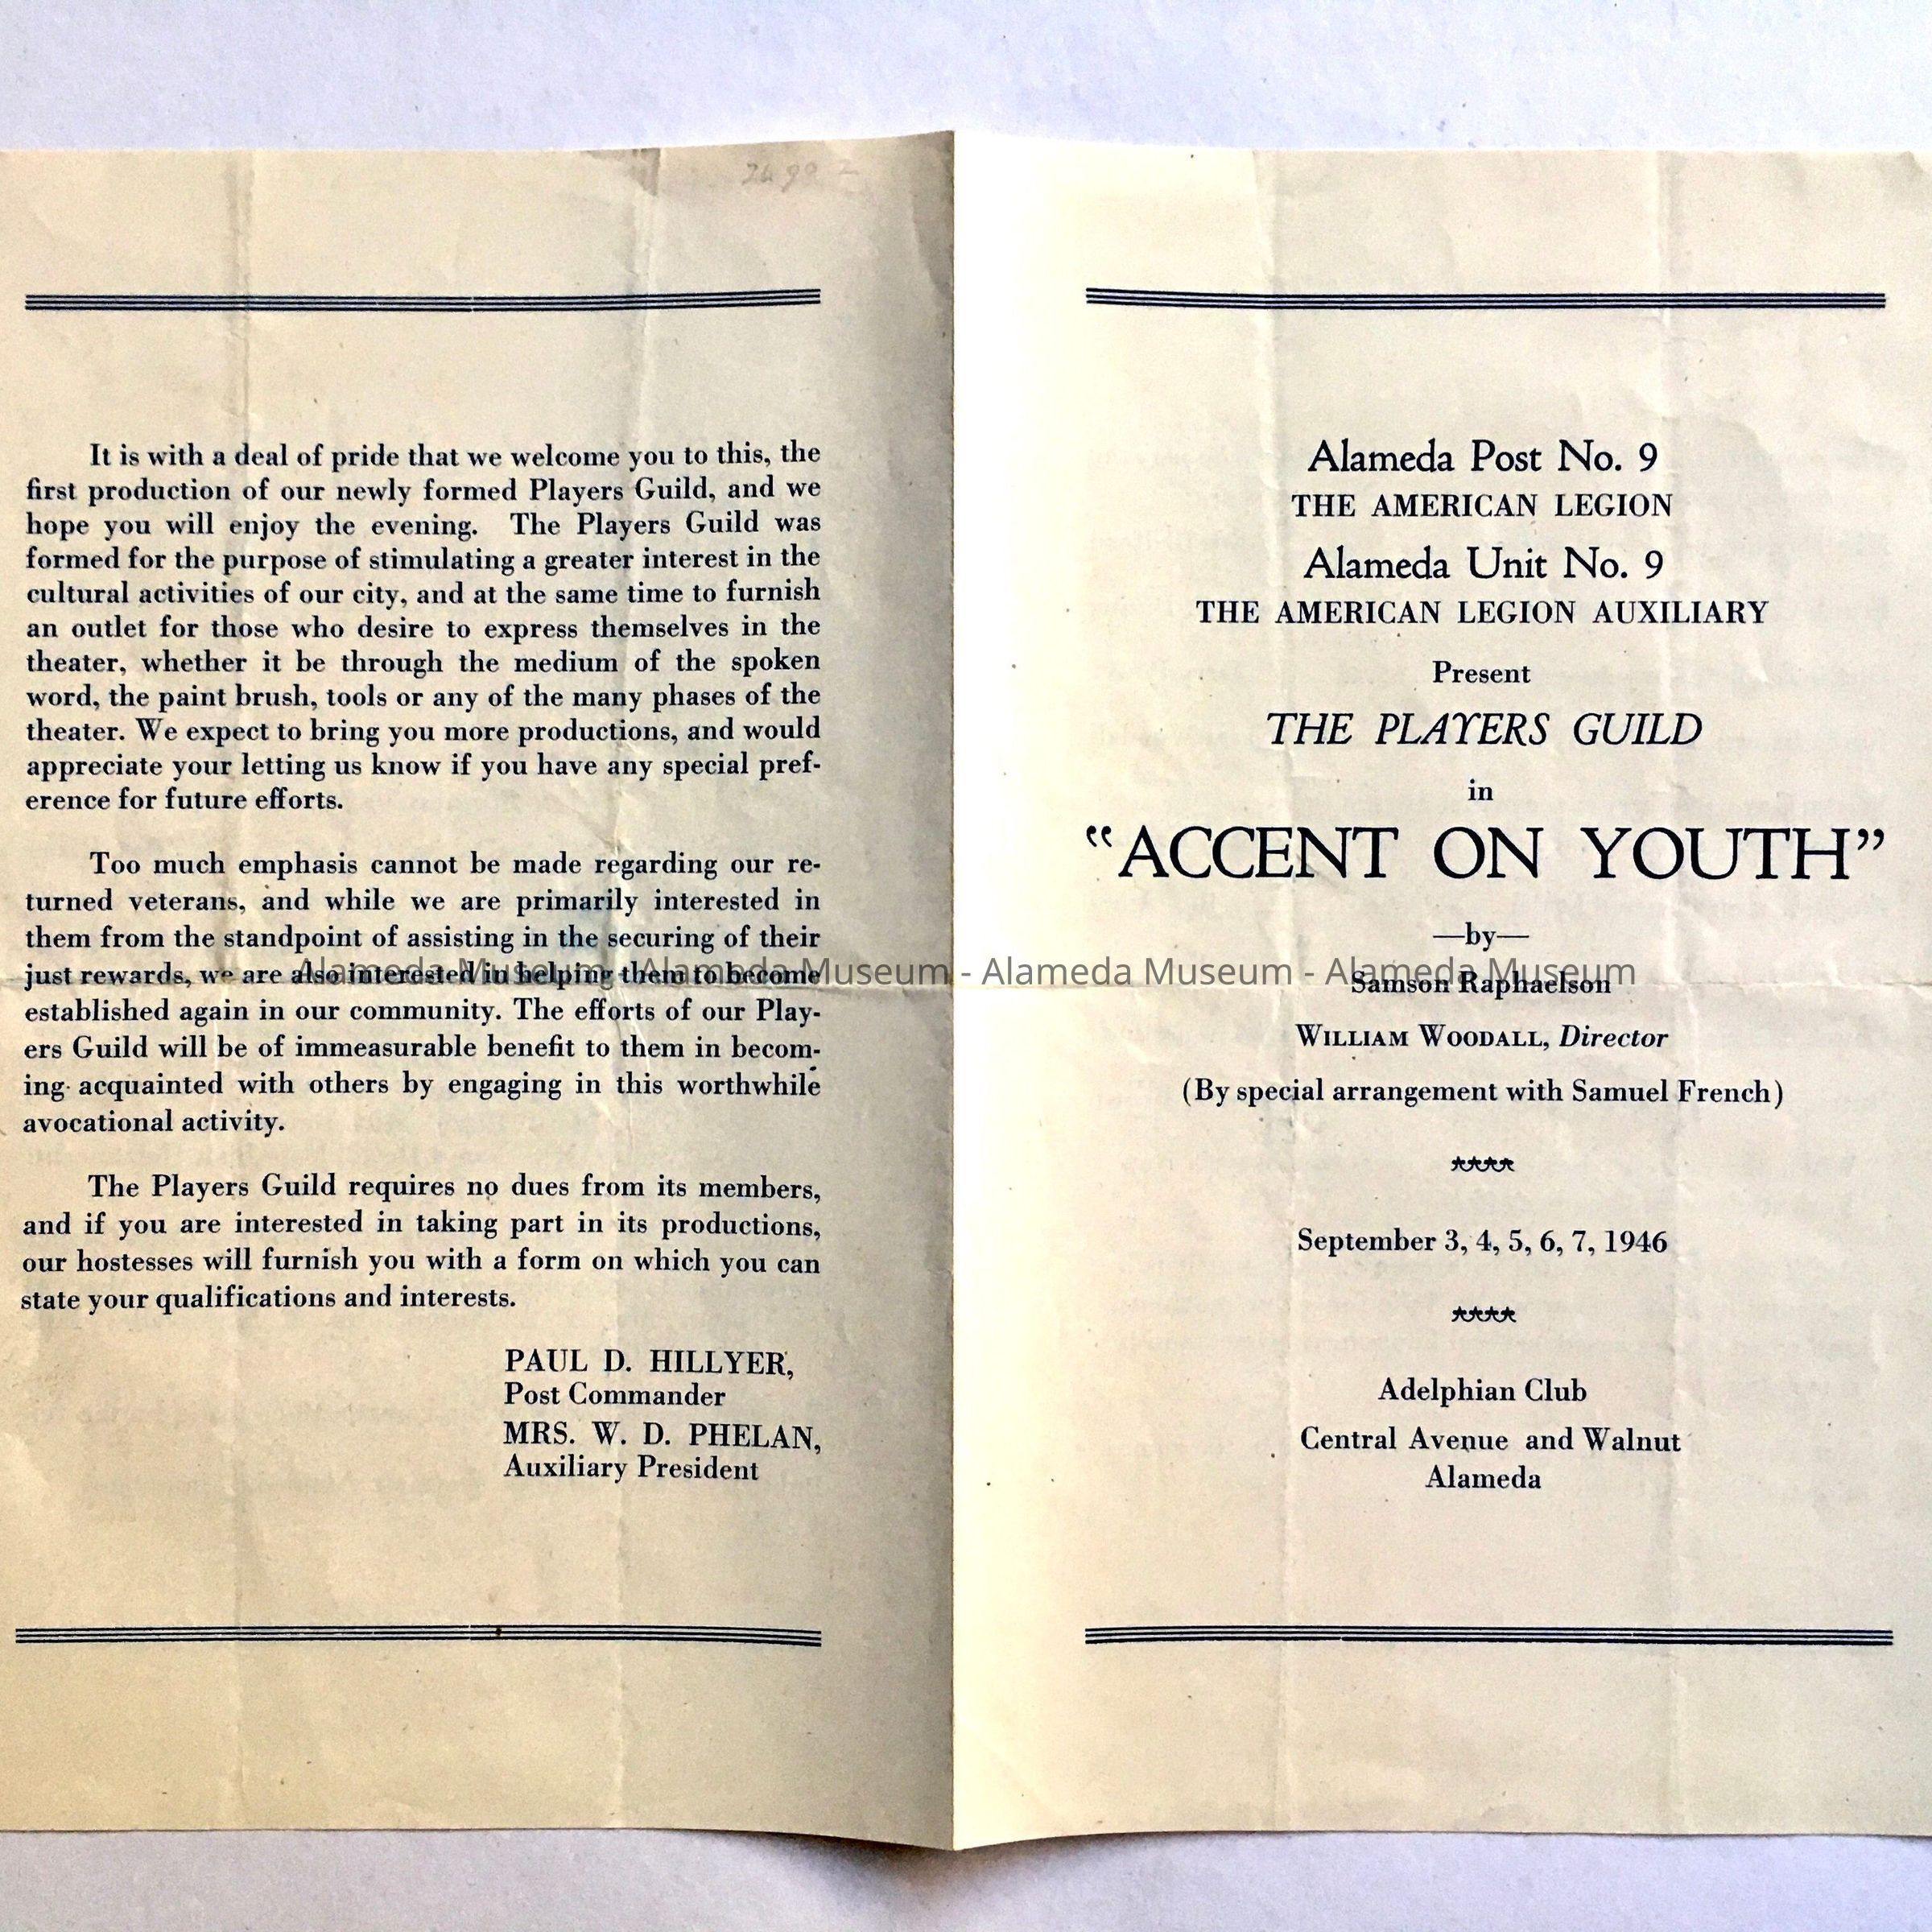 It is with a deal of pride that we welcome you to this, the
first production of our newly formed Players Guild, and we
hope you will enjoy the evening. The Players Guild was
formed for the purpose of stimulating a greater interest in the
cultural activities of our city, and at the same time to furnish
an outlet for those who desire to express themselves in the
theater, whether it be through the medium of the spoken
word, the paint brush, tools or any of the many phases of the
theater. We expect to bring you more productions, and would
appreciate your letting us know if you have any special pref-
erence for future efforts.
Too much emphasis cannot be made regarding our re-
turned veterans, and while we are primarily interested in
them from the standpoint of assisting in the securing of their
just rewards, we are also interested in helping them to become
established again in our community. The efforts of our Play-
ers Guild will be of immeasurable benefit to them in becom-
ing acquainted with others by engaging in this worthwhile
avocational activity.
The Players Guild requires no dues from its members,
and if you are interested in taking part in its productions,
our hostesses will furnish you with a form on which you can
state your qualifications and interests.
PAUL D. HILLYER,
Post Commander
MRS. W. D. PHELAN,
Auxiliary President
Alameda Post No. 9
THE AMERICAN LEGION
Alameda Unit No. 9
THE AMERICAN LEGION AUXILIARY
Present
THE PLAYERS GUILD
in
"ACCENT ON YOUTH"
—by—
Samson Raphaelson
WILLIAM WOODALL, Director
(By special arrangement with Samuel French)
September 3, 4, 5, 6, 7, 1946
Adelphian Club
Central Avenue and Walnut
Alameda
Alameda Museum - Alameda Museum - Alameda Museum - Alameda Museum